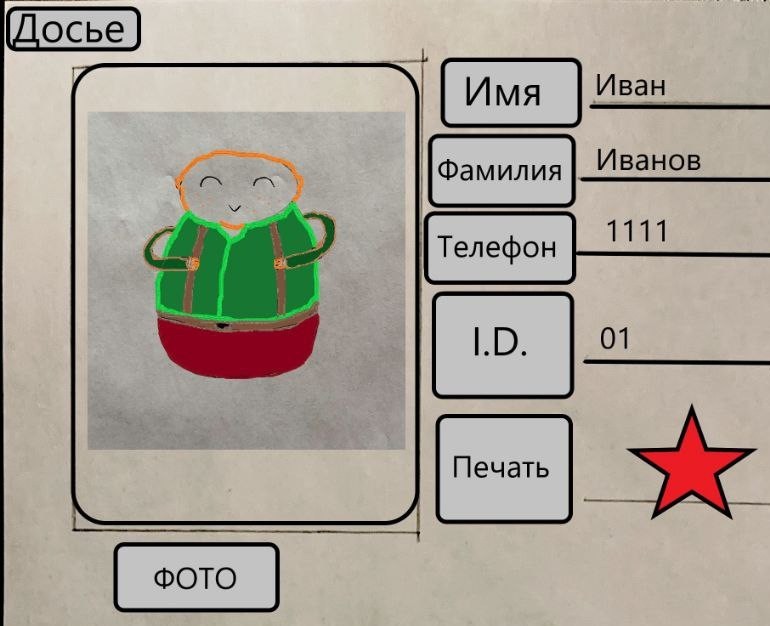 Досье
Имя
Иван
Фамилия
Иванов
Телефон
1111
I.D.
01
Печать
ФОТО